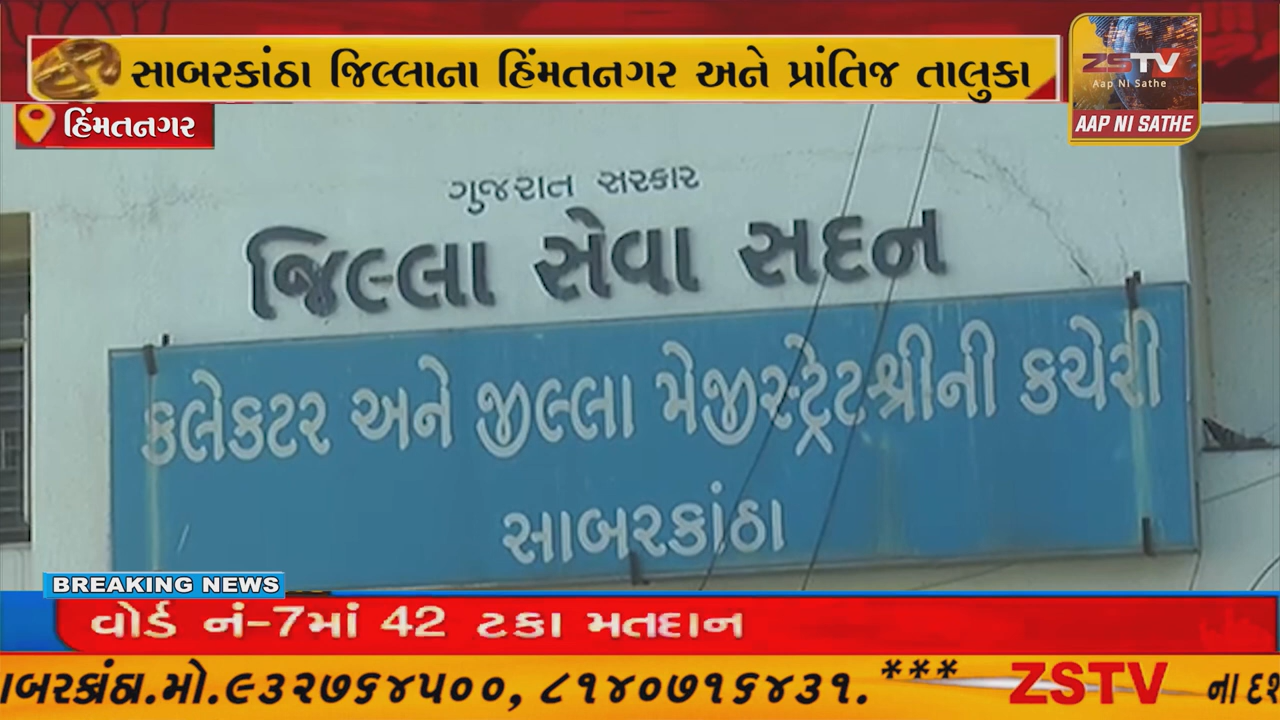 સાબરકાંઠા જિલ્લાના હિંમતનગર અને પ્રાંતિજ તાલુકા
ZSTV
Aap Ni Sathe
AAP NI SATHE
હિંમતનગર
ગુજરાત સરકાર
જિલ્લા સેવા સદન
કલેકટર અને જીલ્લા મેજીસ્ટ્રેટશ્રીની કચેરી
સાબરકાંઠા
BREAKING NEWS
વોર્ડ નં-7માં 42 ટકા મતદાન
ાબરકાંઠા.મો.૯૩૨૭૬૪૫૦૦, ૮૧૪૦૭૧૬૪૩૧. *** ZSTV ના દશ